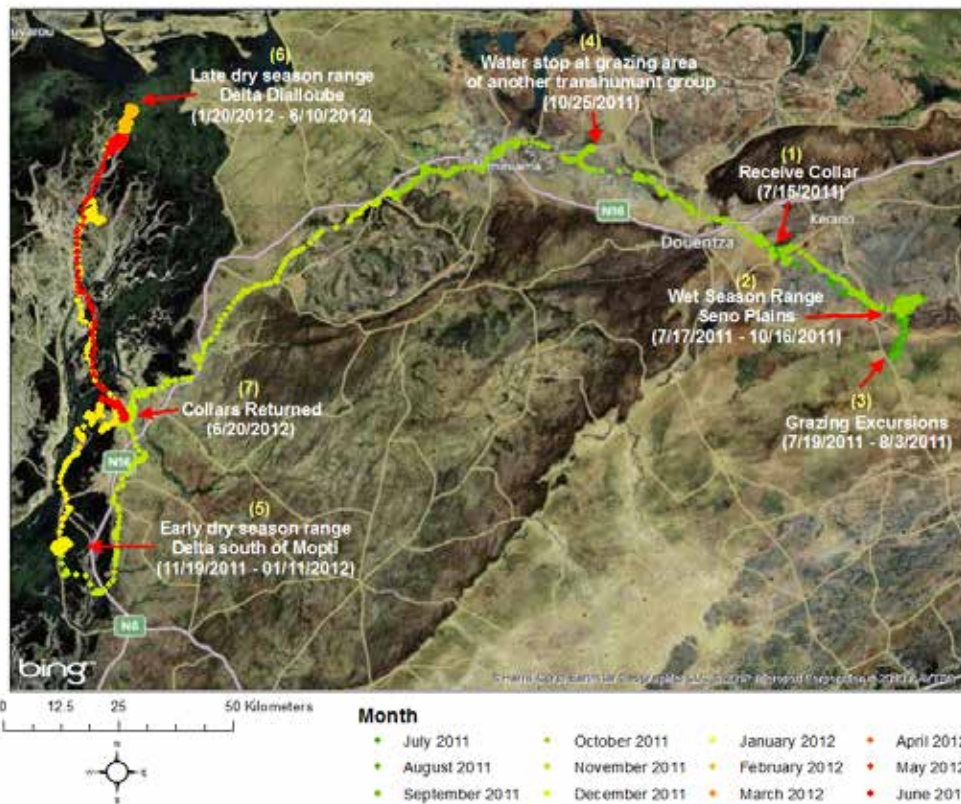 (6)
Late dry season range
Delta Dialloube
(1/20/2012 - 6/10/2012)
(4)
Water stop at grazing area
of another transhumant group
(10/25/2011)
(1)
Receive Collar
(7/15/2011)
N16
Douentza
(2)
Wet Season Range
Seno Plains
(7/17/2011 - 10/16/2011)
(3)
Grazing Excursions
(7/19/2011 - 8/3/2011)
(7)
Collars Returned
(6/20/2012)
N16
(5)
Early dry season range
Delta south of Mopti
(11/19/2011 - 01/11/2012)
N6
bing
0 12.5 25 50 Kilometers
Month
July 2011
August 2011
September 2011
October 2011
November 2011
December 2011
January 2012
February 2012
March 2012
April 2012
May 2012
June 201
N
W E
S